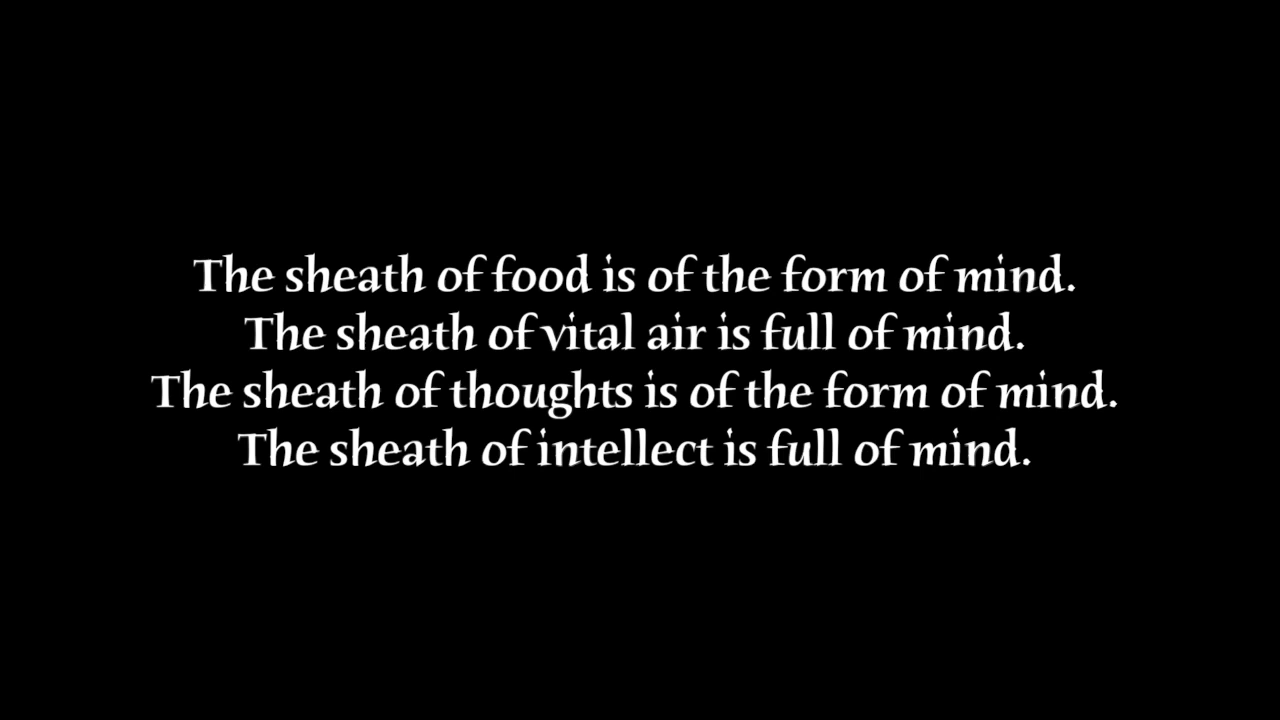 The sheath of food is of the form of mind.
The sheath of vital air is full of mind.
The sheath of thoughts is of the form of mind.
The sheath of intellect is full of mind.